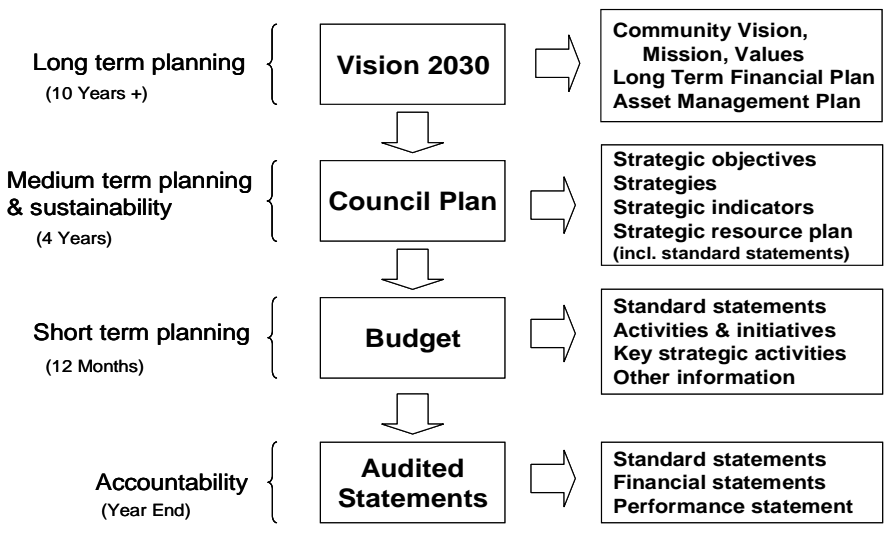 Long term planning
(10 Years +)
Vision 2030
Community Vision,
Mission, Values
Long Term Financial Plan
Asset Management Plan
Medium term planning
& sustainability
(4 Years)
Council Plan
Strategic objectives
Strategies
Strategic indicators
Strategic resource plan
(incl. standard statements)
Short term planning
(12 Months)
Budget
Standard statements
Activities & initiatives
Key strategic activities
Other information
Accountability
(Year End)
Audited
Statements
Standard statements
Financial statements
Performance statement